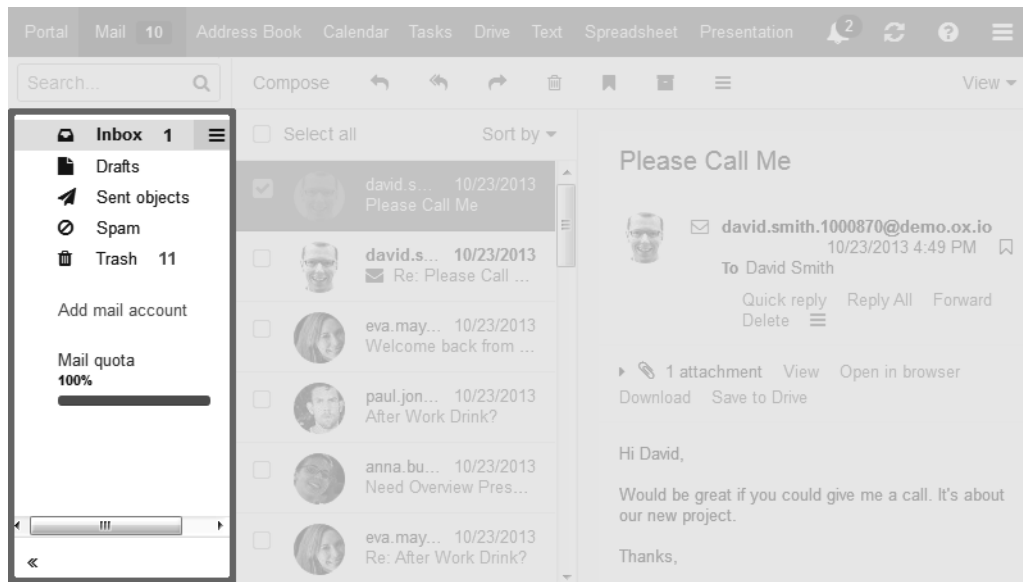 Portal Mail 10 Address Book Calendar Tasks Drive Text Spreadsheet Presentation 2
Search...
Compose
View
Inbox 1
Drafts
Sent objects
Spam
Trash 11
Add mail account
Mail quota
100%
Select all Sort by
david.s... 10/23/2013
Please Call Me
david.s... 10/23/2013
Re: Please Call ...
eva.may... 10/23/2013
Welcome back from ...
paul.jon... 10/23/2013
After Work Drink?
anna.bu... 10/23/2013
Need Overview Pres...
eva.may... 10/23/2013
Re: After Work Drink?
Please Call Me
david.smith.1000870@demo.ox.io
10/23/2013 4:49 PM
To David Smith
Quick reply Reply All Forward
Delete
1 attachment View Open in browser
Download Save to Drive
Hi David,
Would be great if you could give me a call. It's about
our new project.
Thanks,